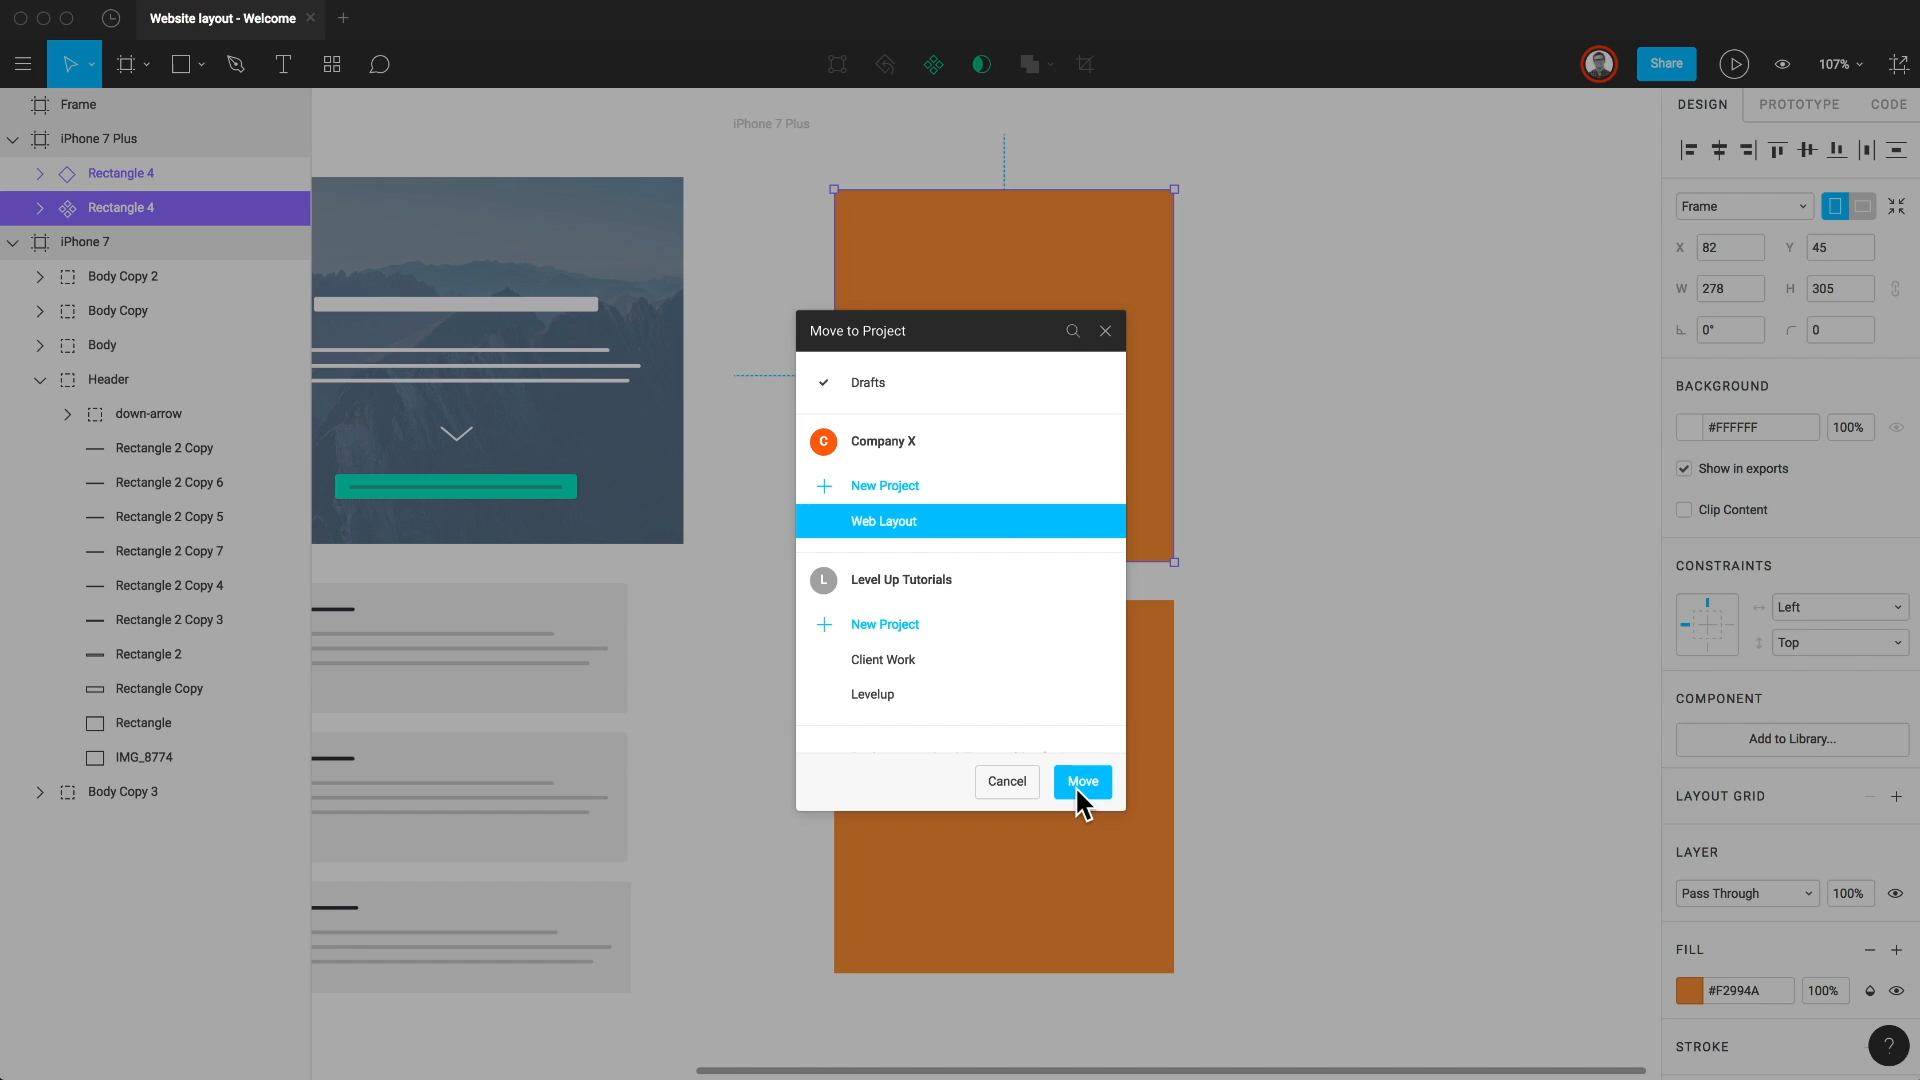 Website layout - Welcome
Share
107%
Frame
iPhone 7 Plus
Rectangle 4
Rectangle 4
iPhone 7
Body Copy 2
Body Copy
Body
Header
down-arrow
Rectangle 2 Copy
Rectangle 2 Copy 6
Rectangle 2 Copy 5
Rectangle 2 Copy 7
Rectangle 2 Copy 4
Rectangle 2 Copy 3
Rectangle 2
Rectangle Copy
Rectangle
IMG_8774
Body Copy 3
iPhone 7 Plus
Move to Project
Drafts
C Company X
New Project
Web Layout
L Level Up Tutorials
New Project
Client Work
Levelup
Cancel Move
DESIGN PROTOTYPE CODE
Frame
X 82 Y 45
W 278 H 305
0° 0
BACKGROUND
#FFFFFF 100%
Show in exports
Clip Content
CONSTRAINTS
Left
Top
COMPONENT
Add to Library...
LAYOUT GRID
LAYER
Pass Through 100%
FILL
#F2994A 100%
STROKE
?